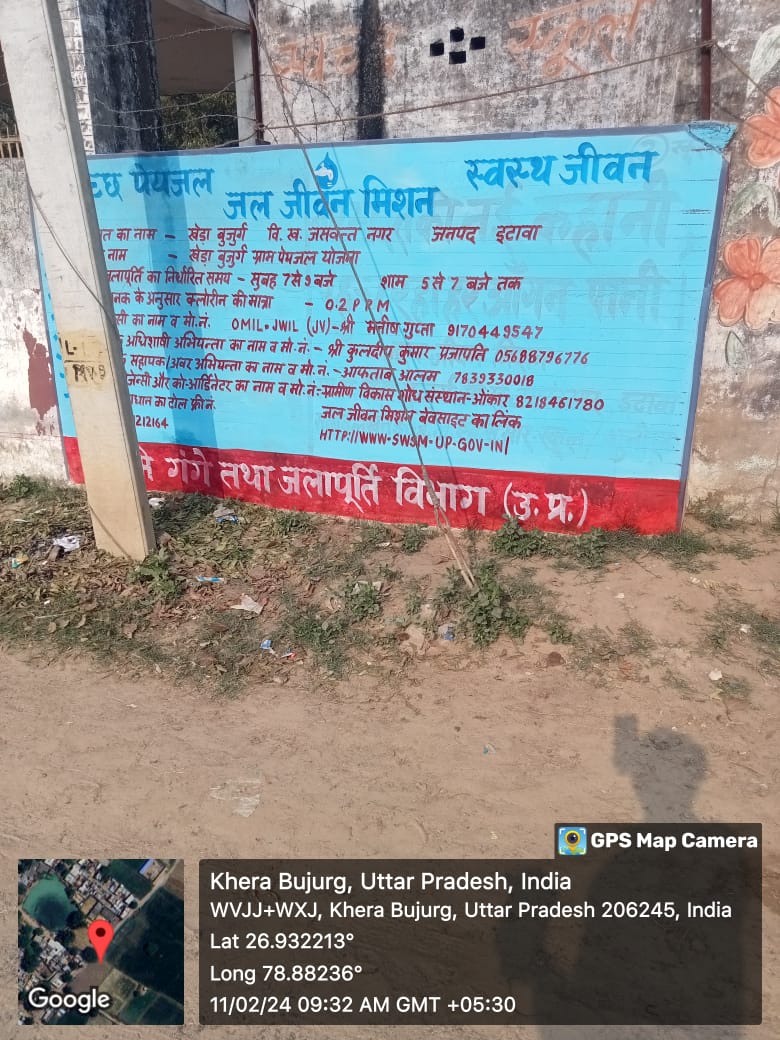 स्वच्छ स्कूल
च्छ पेयजल
स्वस्थ जीवन
जल जीवन मिशन
त का नाम - खेड़ा बुजुर्ग वि.ख. जसवन्त नगर जनपद इटावा
नाम - खेड़ा बुजुर्ग ग्राम पेयजल योजना
लापूर्ति का निर्धारित समय - सुबह 7 से 9 बजे शाम 5 से 7 बजे तक
नक के अनुसार क्लोरीन की मात्रा - 0.2 PPM
सी का नाम व मो.नं. OMIL-JWIL (JV)-श्री मनीष गुप्ता 9170449547
अधिशाषी अभियन्ता का नाम व मो.नं. - श्री कुलदीप कुमार प्रजापति 05688796776
सहायक/अवर अभियन्ता का नाम व मो.नं.-आफताब आलम 7839330018
जेन्सी और को-आर्डिनेटर का नाम व मो.नं:-ग्रामीण विकास शोध संस्थान-ओंकार 8218461780
धान का टोल फ्री नं.
212164
जल जीवन मिशन बेवसाइट का लिंक
HTTP://WWW-SWSM-UP-GOV-IN/
मे गंगे तथा जलापूर्ति विभाग (उ.प्र.)
GPS Map Camera
Khera Bujurg, Uttar Pradesh, India
WVJJ+WXJ, Khera Bujurg, Uttar Pradesh 206245, India
Lat 26.932213°
Long 78.88236°
11/02/24 09:32 AM GMT +05:30
Google